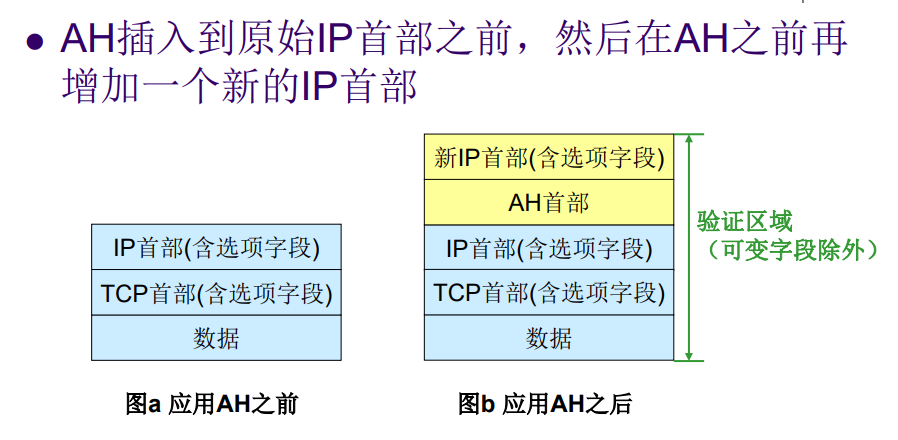 ● AH插入到原始IP首部之前，然后在AH之前再
增加一个新的IP首部
新IP首部(含选项字段)
AH首部
IP首部(含选项字段)
TCP首部(含选项字段)
数据
IP首部(含选项字段)
TCP首部(含选项字段)
数据
验证区域
（可变字段除外）
图a 应用AH之前
图b 应用AH之后